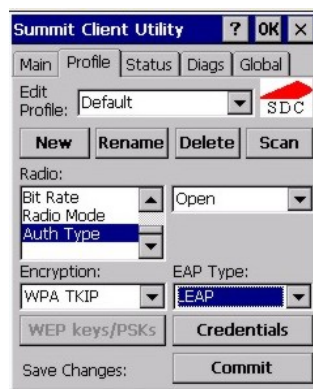 Summit Client Utility ? OK ×
Main Profile Status Diags Global
Edit
Profile: Default
SDC
New Rename Delete Scan
Radio:
Bit Rate
Radio Mode
Auth Type
Open
Encryption: EAP Type:
WPA TKIP LEAP
WEP keys/PSKs Credentials
Save Changes: Commit